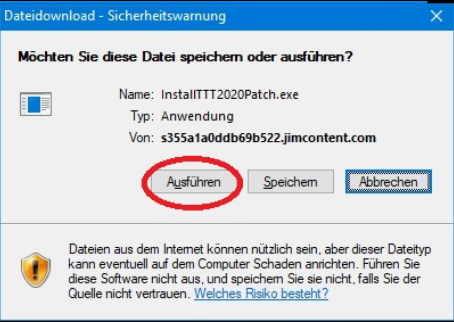 Dateidownload - Sicherheitswarnung
Möchten Sie diese Datei speichern oder ausführen?
Name: InstallTTT2020Patch.exe
Typ: Anwendung
Von: s355a1a0ddb69b522.jimcontent.com
Ausführen Speichern Abbrechen
Dateien aus dem Internet können nützlich sein, aber dieser Dateityp
kann eventuell auf dem Computer Schaden anrichten. Führen Sie
diese Software nicht aus, und speichern Sie sie nicht, falls Sie der
Quelle nicht vertrauen. Welches Risiko besteht?